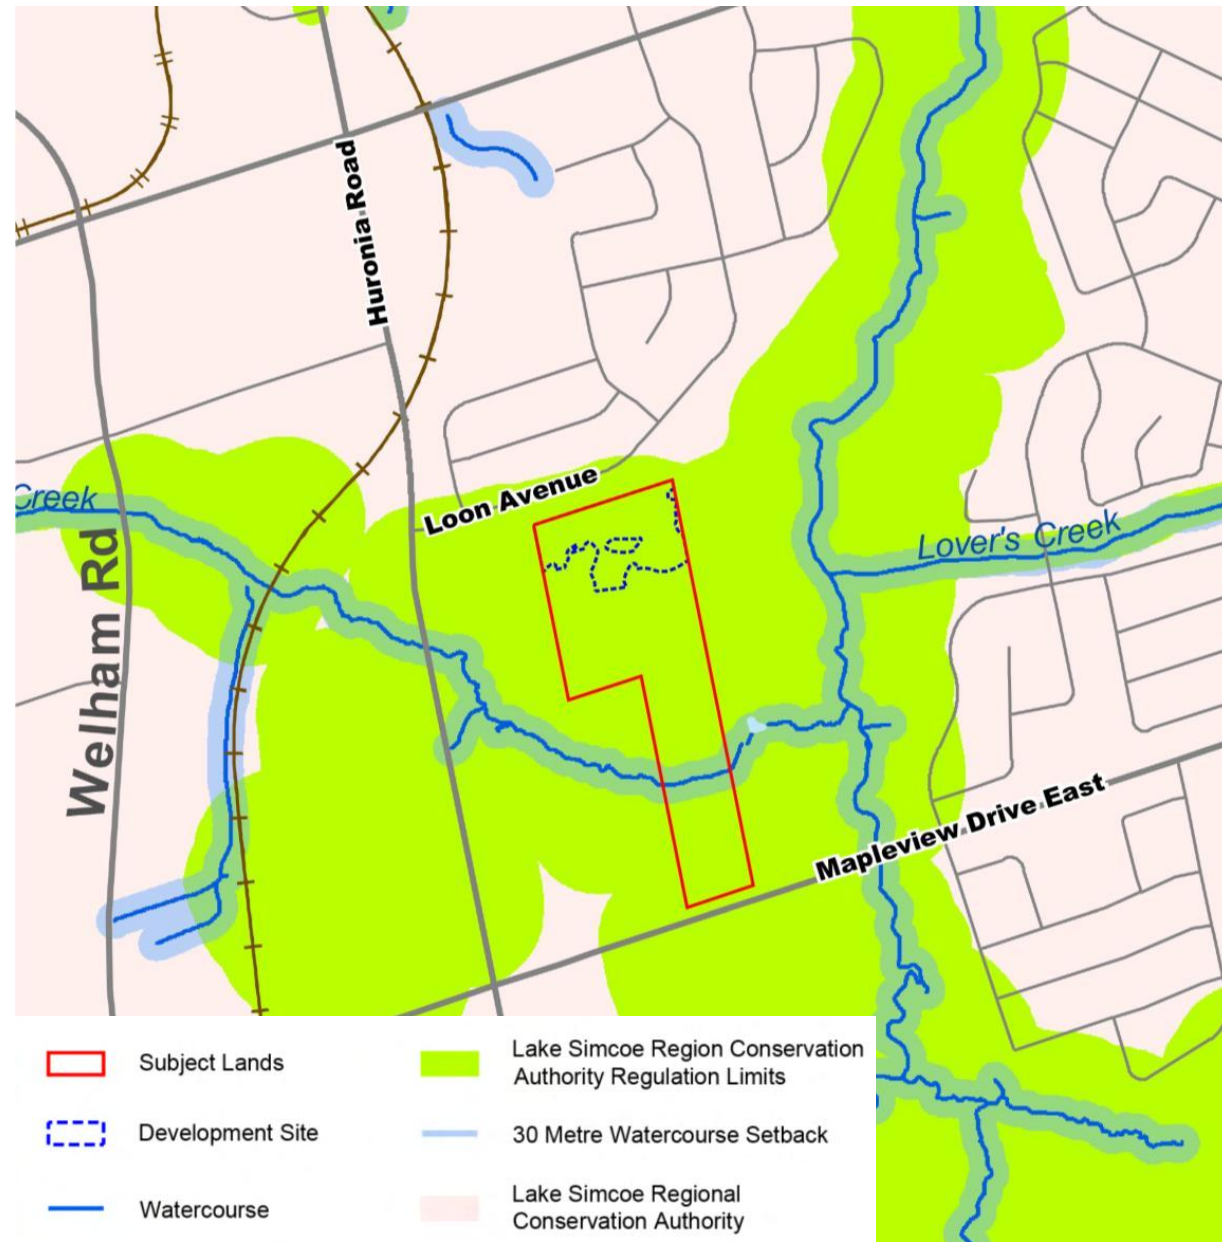 Huronia Road
Loon Avenue
Creek
Lover's Creek
Welham Rd
Mapleview Drive East
Subject Lands
Development Site
Watercourse
Lake Simcoe Region Conservation
Authority Regulation Limits
30 Metre Watercourse Setback
Lake Simcoe Regional
Conservation Authority